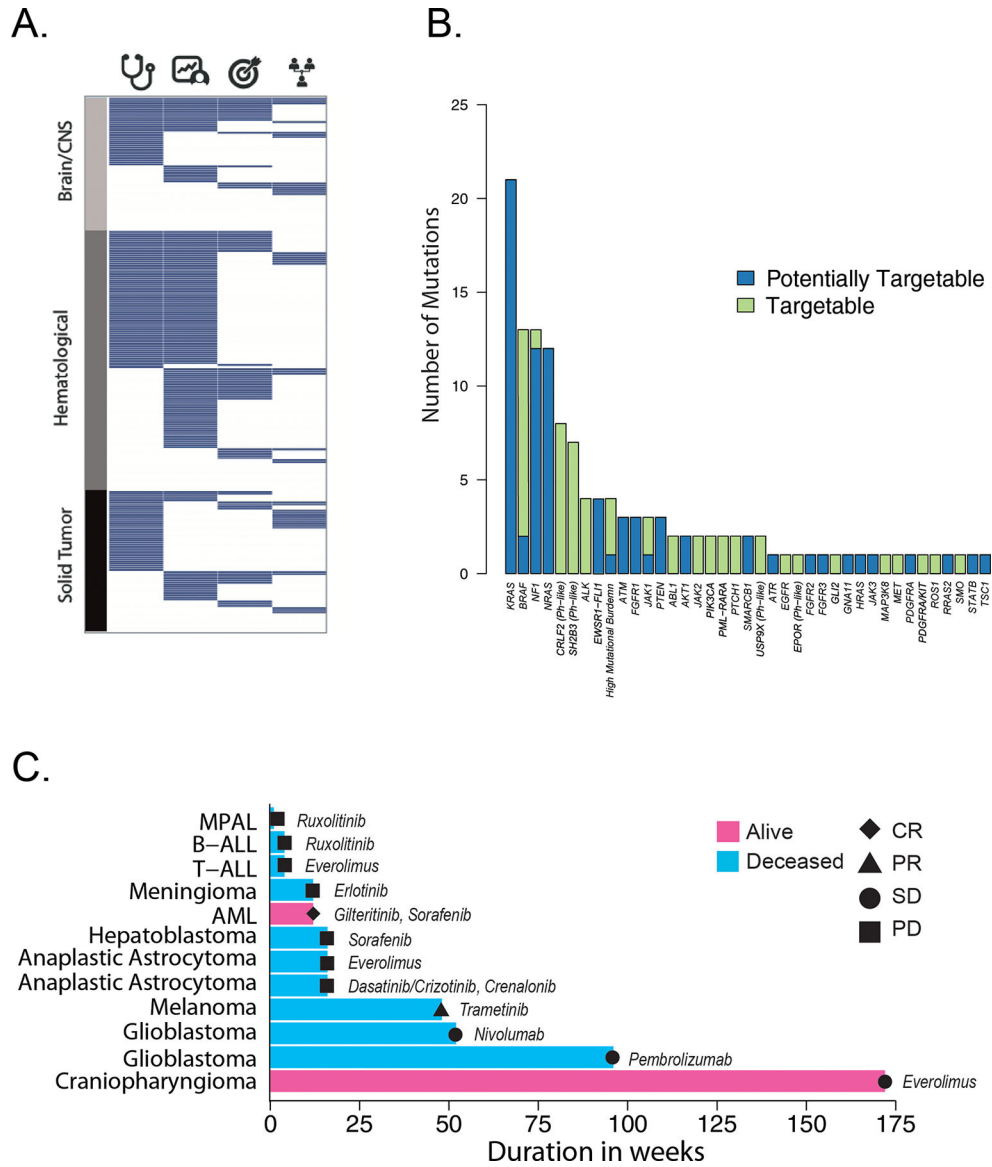 A.
Brain/CNS
Hematological
Solid Tumor
B.
Number of Mutations
25
20
15
10
5
0
Potentially Targetable
Targetable
KRAS
BRAF
NF1
NRAS
CRLF2 (Ph-like)
SH2B3 (Ph-like)
ALK
EWSR1-FLI1
High Mutational Burdemn
ATM
FGFR1
JAK1
PTEN
ABL1
AKT1
JAK2
PIK3CA
PML-RARA
PTCH1
SMARCB1
USP9X (Ph-like)
ATR
EGFR
EPOR (Ph-like)
FGFR2
FGFR3
GLI2
GNA11
HRAS
JAK3
MAP3K8
MET
PDGFRA
PDGFRA/KIT
ROS1
RRAS2
SMO
STATB
TSC1
C.
MPAL Ruxolitinib
B-ALL Ruxolitinib
T-ALL Everolimus
Meningioma Erlotinib
AML Gilteritinib, Sorafenib
Hepatoblastoma Sorafenib
Anaplastic Astrocytoma Everolimus
Anaplastic Astrocytoma Dasatinib/Crizotinib, Crenalonib
Melanoma Trametinib
Glioblastoma Nivolumab
Glioblastoma Pembrolizumab
Craniopharyngioma Everolimus
Alive
Deceased
CR
PR
SD
PD
0 25 50 75 100 125 150 175
Duration in weeks